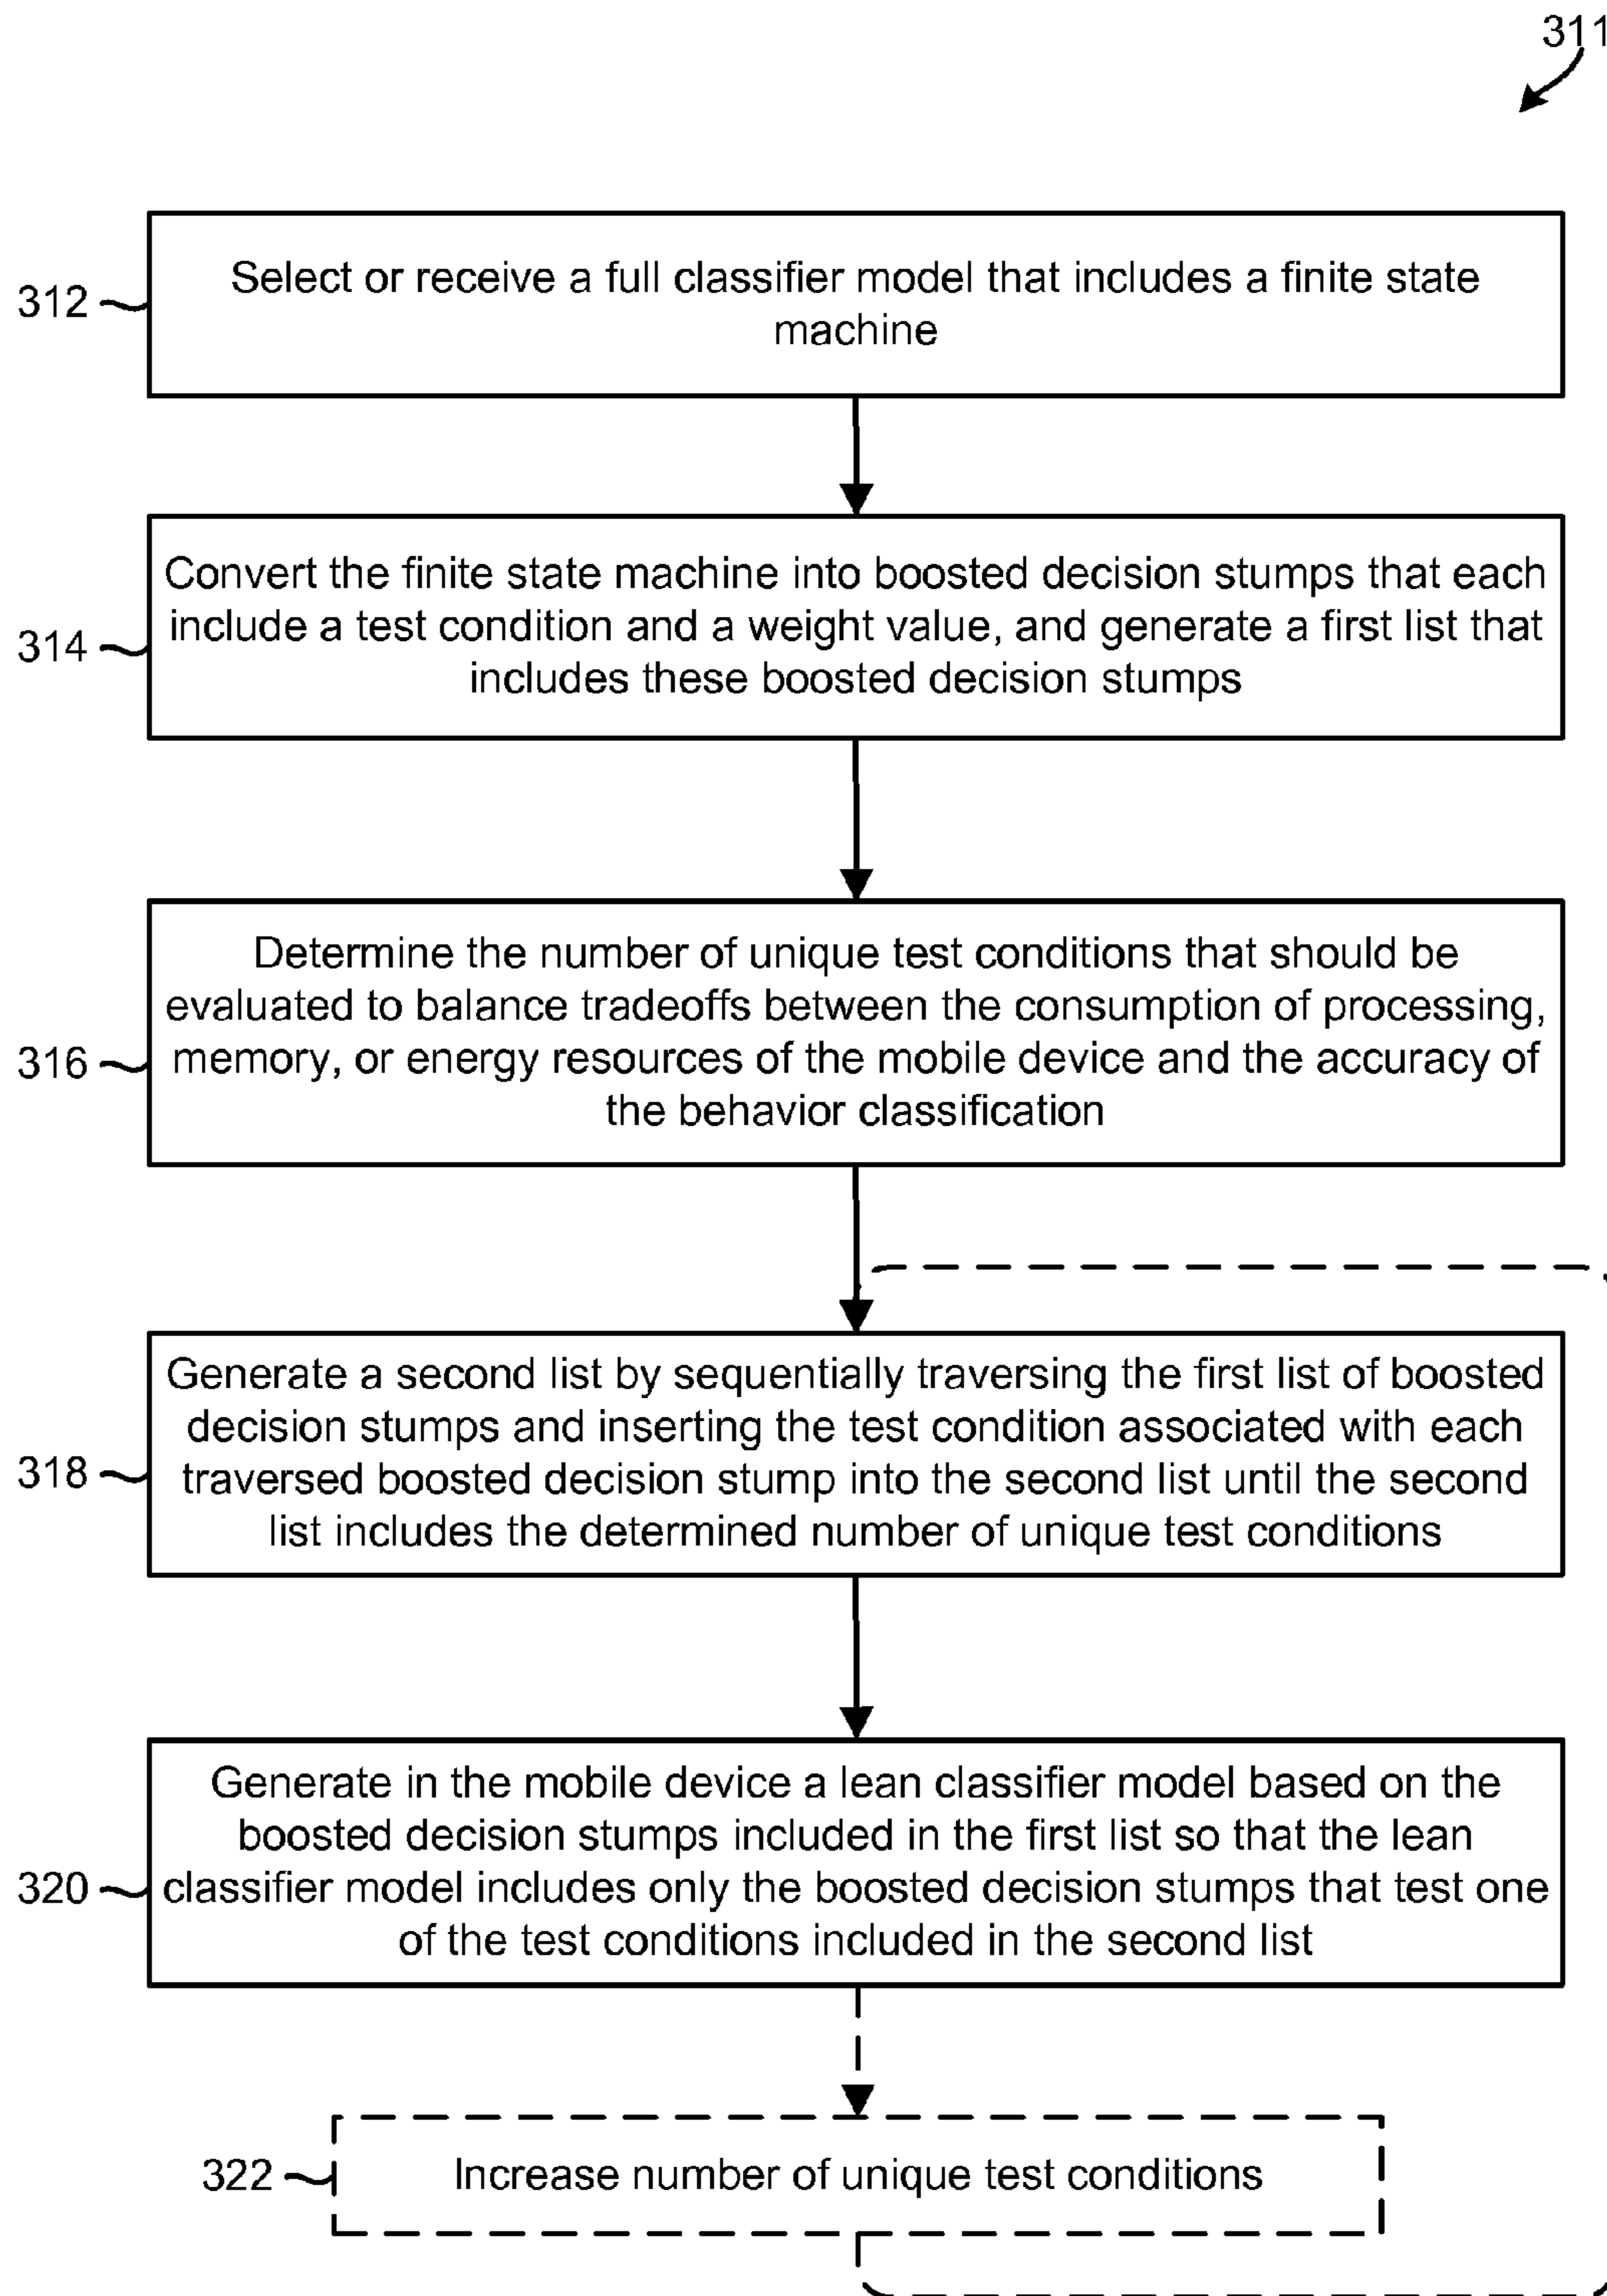 311
312
Select or receive a full classifier model that includes a finite state
machine
314
Convert the finite state machine into boosted decision stumps that each
include a test condition and a weight value, and generate a first list that
includes these boosted decision stumps
316
Determine the number of unique test conditions that should be
evaluated to balance tradeoffs between the consumption of processing,
memory, or energy resources of the mobile device and the accuracy of
the behavior classification
318
Generate a second list by sequentially traversing the first list of boosted
decision stumps and inserting the test condition associated with each
traversed boosted decision stump into the second list until the second
list includes the determined number of unique test conditions
320
Generate in the mobile device a lean classifier model based on the
boosted decision stumps included in the first list so that the lean
classifier model includes only the boosted decision stumps that test one
of the test conditions included in the second list
322
Increase number of unique test conditions